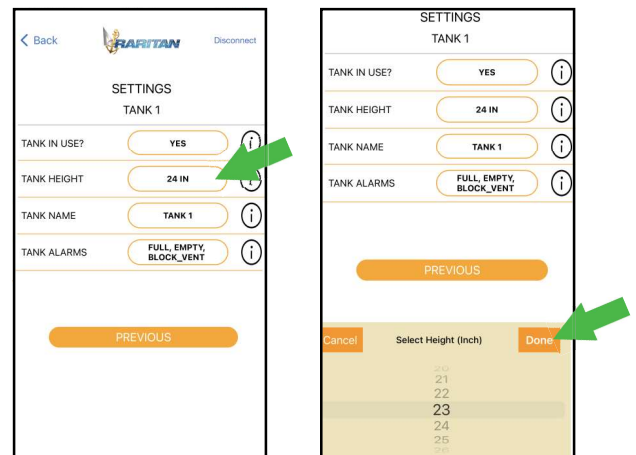 Back
RARITAN
Disconnect
SETTINGS
TANK 1
TANK IN USE?
YES
i
TANK HEIGHT
24 IN
TANK NAME
TANK 1
i
TANK ALARMS
FULL, EMPTY,
BLOCK_VENT
i
PREVIOUS
SETTINGS
TANK 1
TANK IN USE?
YES
i
TANK HEIGHT
24 IN
i
TANK NAME
TANK 1
i
TANK ALARMS
FULL, EMPTY,
BLOCK_VENT
i
PREVIOUS
Cancel
Select Height (Inch)
Done
20
21
22
23
24
25
26